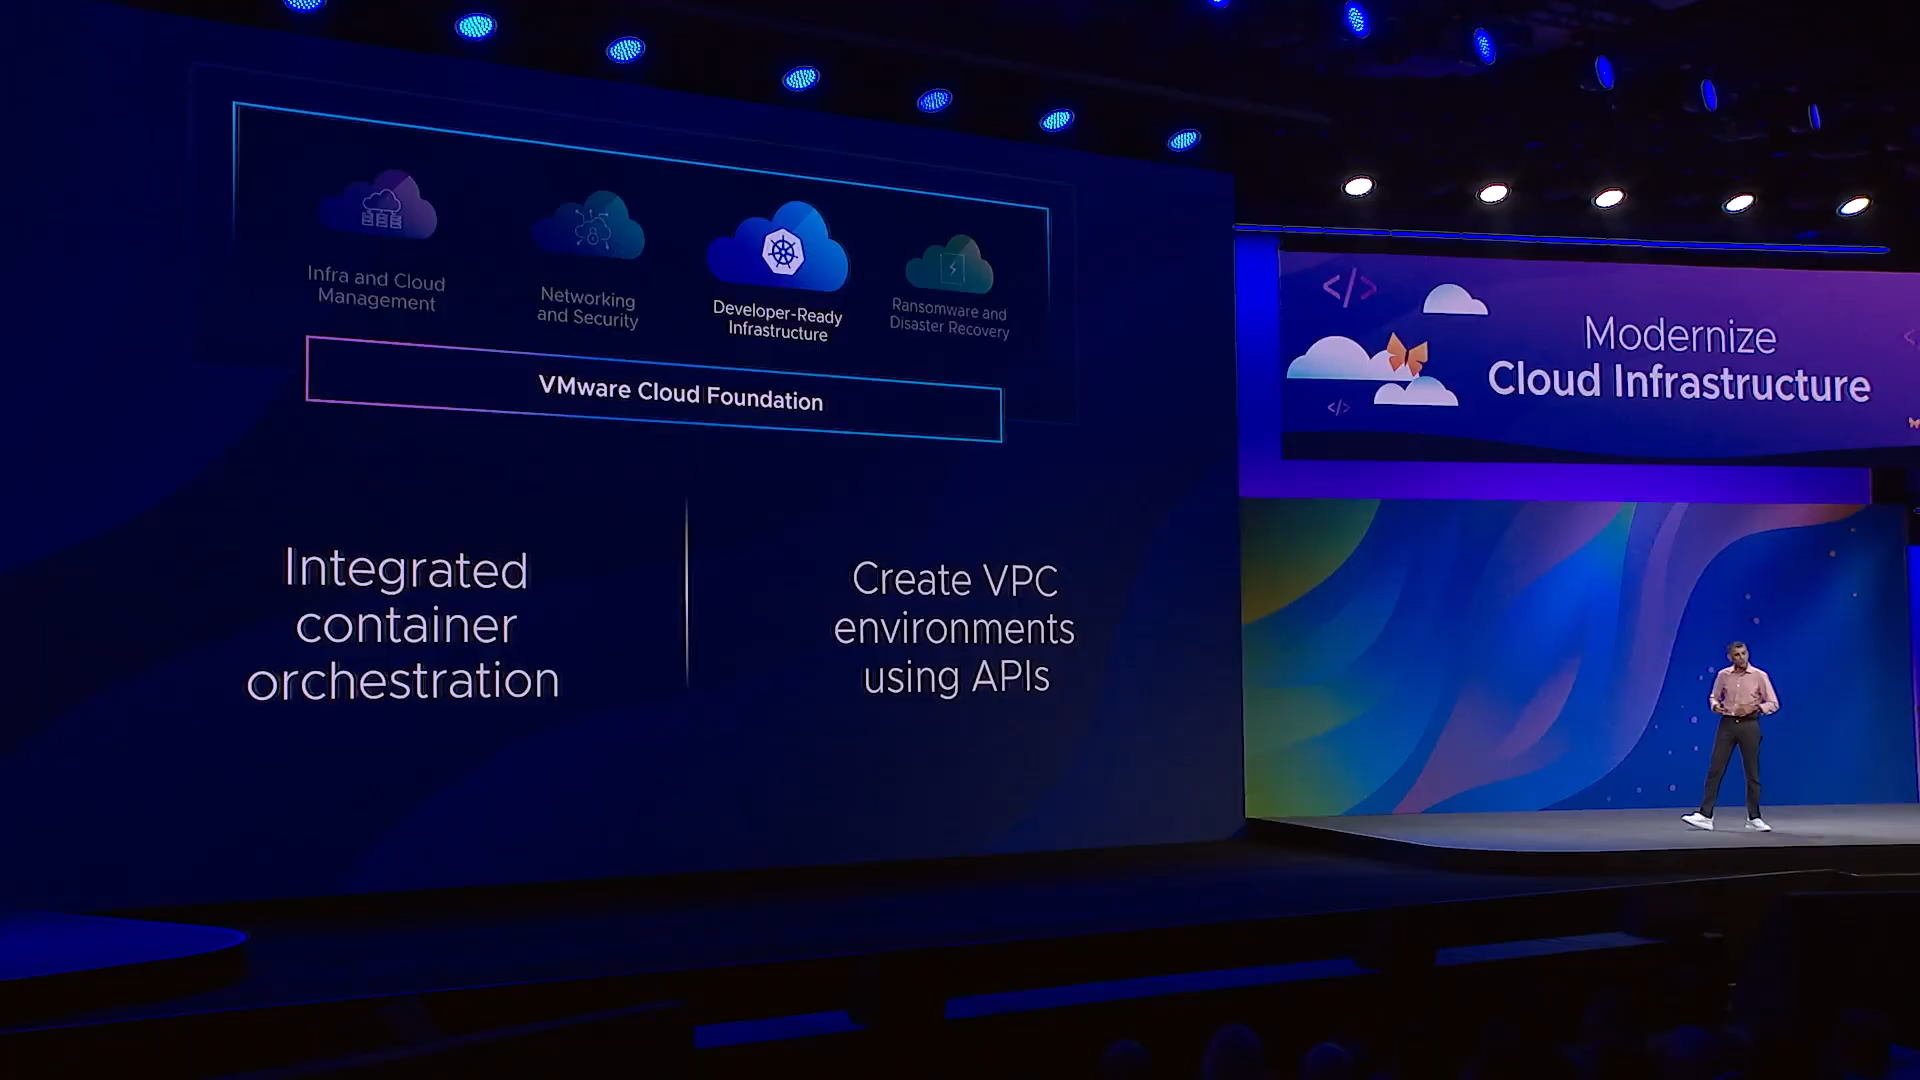 Infra and Cloud
Management
Networking
and Security
Developer-Ready
Infrastructure
Ransomware and
Disaster Recovery
VMware Cloud Foundation
Integrated
container
orchestration
Create VPC
environments
using APIs
</>
Modernize
Cloud Infrastructure
</>